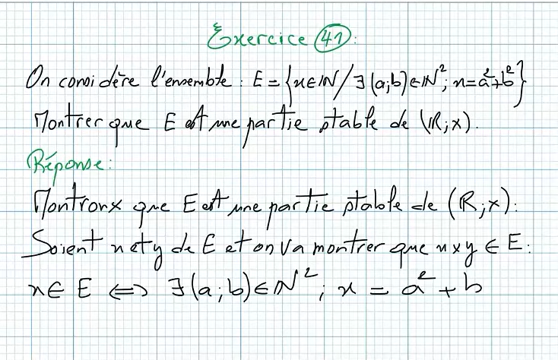 Exercice 41:
On considère l'ensemble : E = {x∈ℕ / ∃(a;b)∈ℕ²; x=a²+b²}
Montrer que E est une partie stable de (ℝ;×).
Réponse:
Montronx que E est une partie stable de (ℝ;×):
Soient x et y de E et on va montrer que x×y ∈ E:
x∈ E ⟺ ∃(a;b)∈ℕ²; x = a² + b